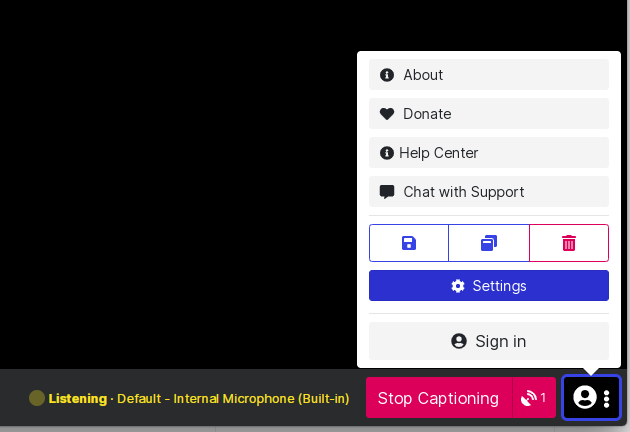 About
Donate
Help Center
Chat with Support
Settings
Sign in
Listening · Default - Internal Microphone (Built-in)
Stop Captioning
1